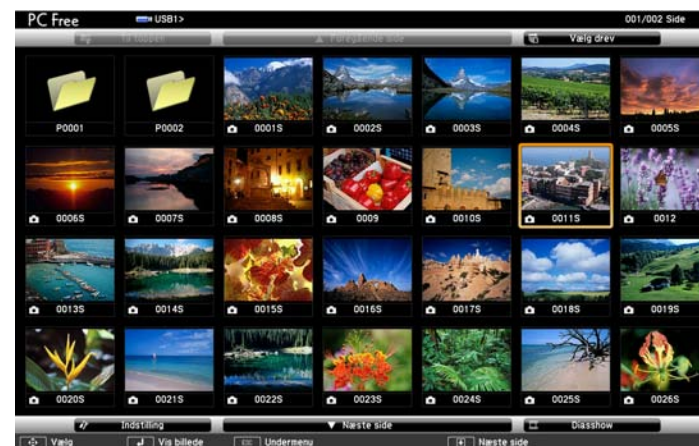 PC Free USB1> 001/002 Side
Til toppen ▲ Foregående side Vælg drev
P0001 P0002 0001S 0002S 0003S 0004S 0005S
0006S 0007S 0008S 0009 0010S 0011S 0012
0013S 0014S 0015S 0016S 0017S 0018S 0019S
0020S 0021S 0022S 0023S 0024S 0025S 0026S
Indstilling ▼ Næste side Diasshow
Vælg Vis billede Esc Undermenu Næste side